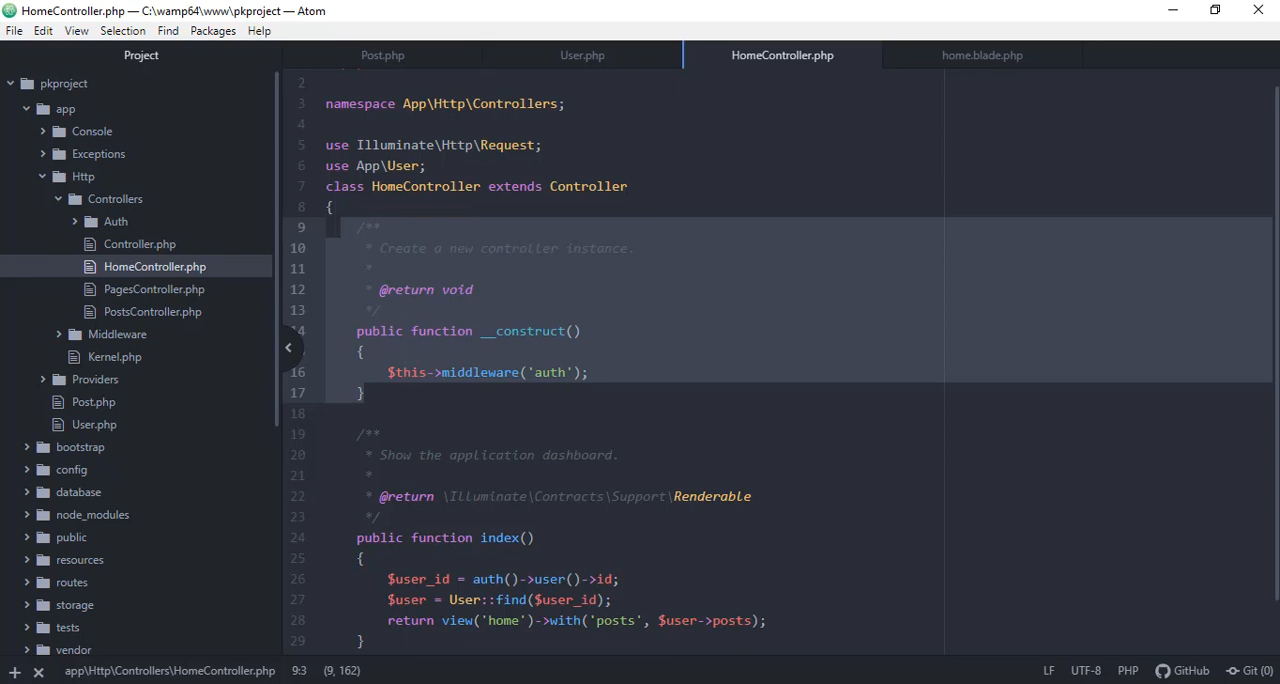 HomeController.php — C:\wamp64\www\pkproject — Atom
File Edit View Selection Find Packages Help
Project
Post.php User.php HomeController.php home.blade.php
pkproject
app
Console
Exceptions
Http
Controllers
Auth
Controller.php
HomeController.php
PagesController.php
PostsController.php
Middleware
Kernel.php
Providers
Post.php
User.php
bootstrap
config
database
node_modules
public
resources
routes
storage
tests
vendor
2
3 namespace App\Http\Controllers;
4
5 use Illuminate\Http\Request;
6 use App\User;
7 class HomeController extends Controller
8 {
9 /**
10 * Create a new controller instance.
11 *
12 * @return void
13 */
14 public function __construct()
{
16 $this->middleware('auth');
17 }
18
19 /**
20 * Show the application dashboard.
21 *
22 * @return \Illuminate\Contracts\Support\Renderable
23 */
24 public function index()
25 {
26 $user_id = auth()->user()->id;
27 $user = User::find($user_id);
28 return view('home')->with('posts', $user->posts);
29 }
app\Http\Controllers\HomeController.php 9:3 (9, 162) LF UTF-8 PHP GitHub Git (0)